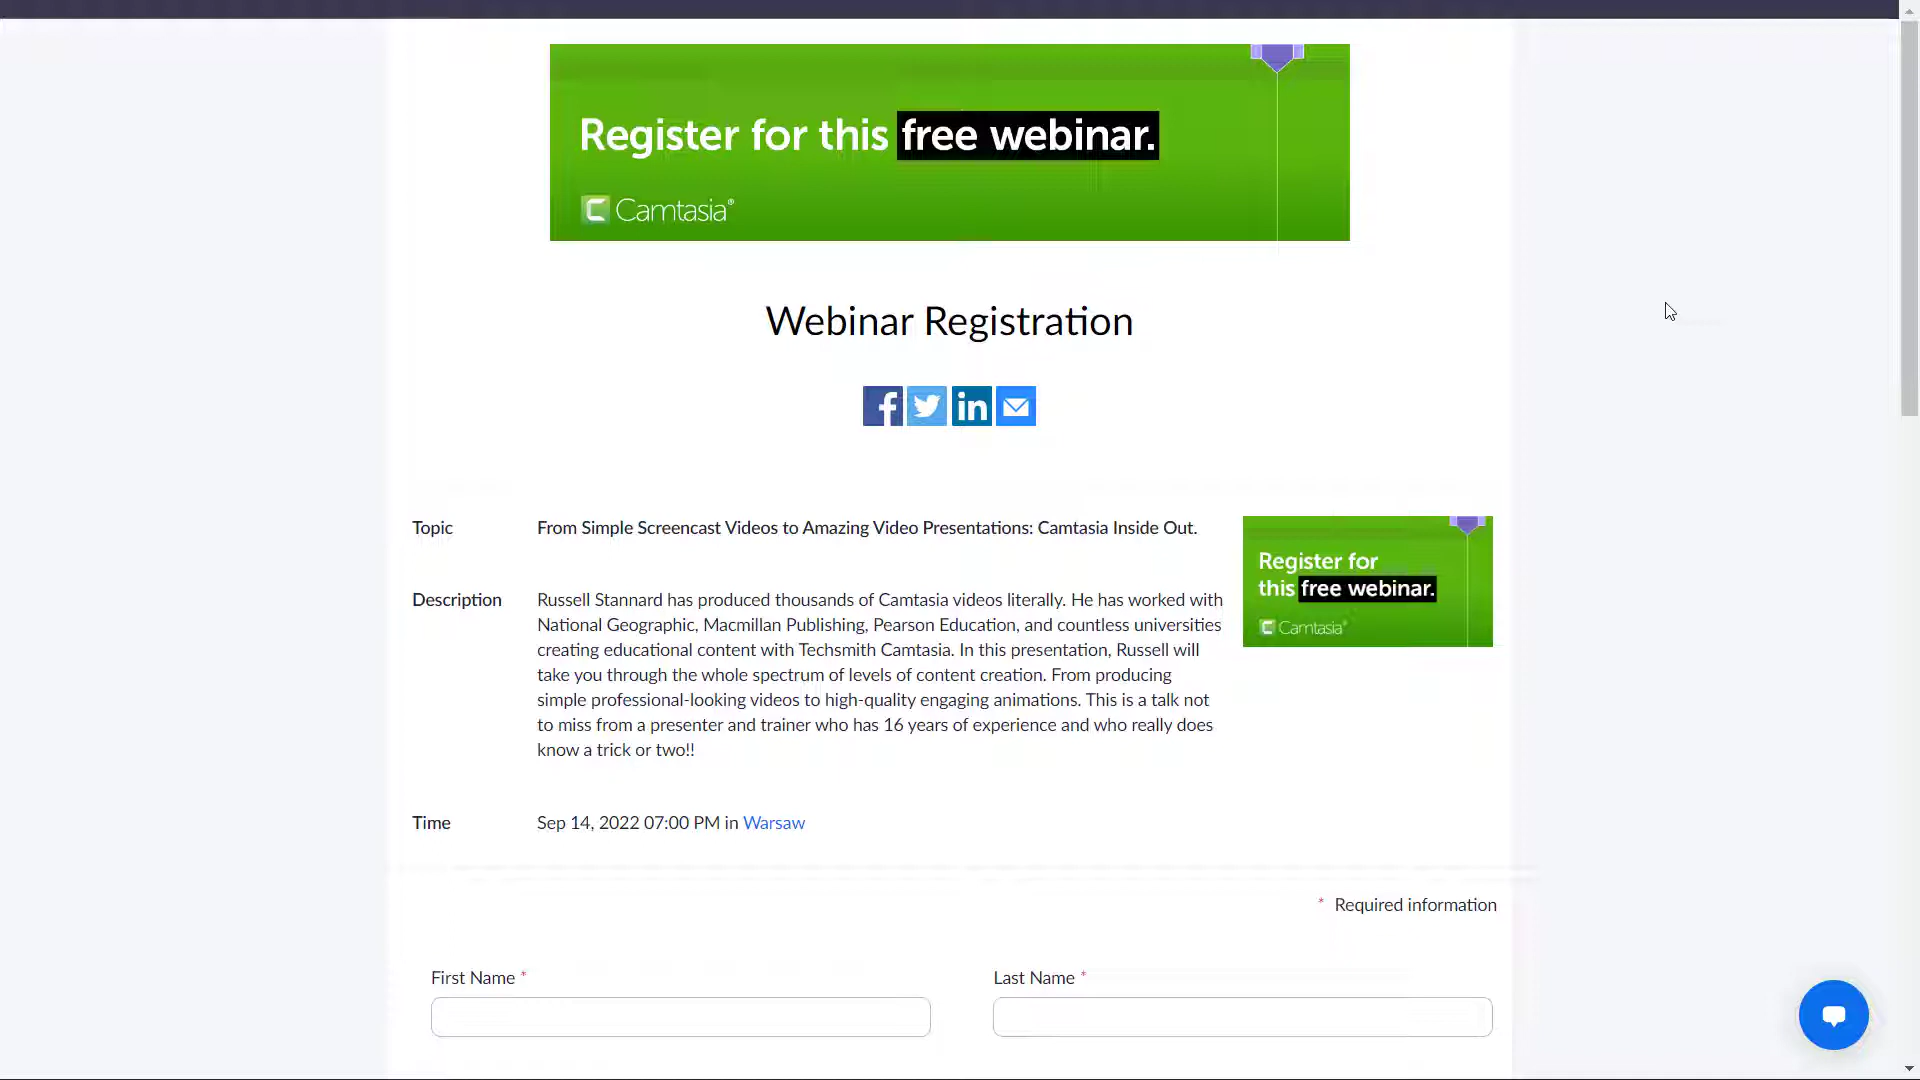 Register for this free webinar.
Camtasia®
Webinar Registration
Topic
From Simple Screencast Videos to Amazing Video Presentations: Camtasia Inside Out.
Register for
this free webinar.
Camtasia®
Description
Russell Stannard has produced thousands of Camtasia videos literally. He has worked with
National Geographic, Macmillan Publishing, Pearson Education, and countless universities
creating educational content with Techsmith Camtasia. In this presentation, Russell will
take you through the whole spectrum of levels of content creation. From producing
simple professional-looking videos to high-quality engaging animations. This is a talk not
to miss from a presenter and trainer who has 16 years of experience and who really does
know a trick or two!!
Time
Sep 14, 2022 07:00 PM in Warsaw
* Required information
First Name *
Last Name *